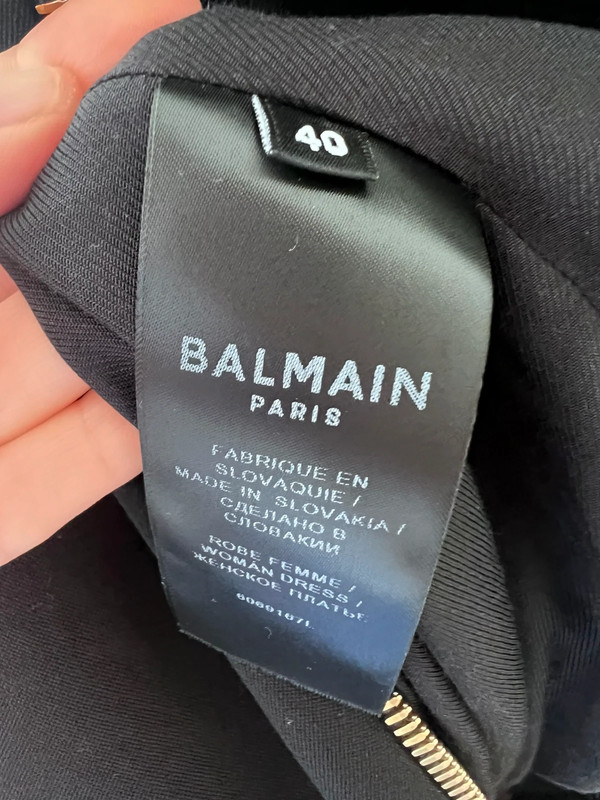 40
BALMAIN
PARIS
FABRIQUE EN
SLOVAQUIE /
MADE IN SLOVAKIA /
СДЕЛАНО В
СЛОВАКИИ
ROBE FEMME /
WOMAN DRESS /
ЖЕНСКОЕ ПЛАТЬЕ